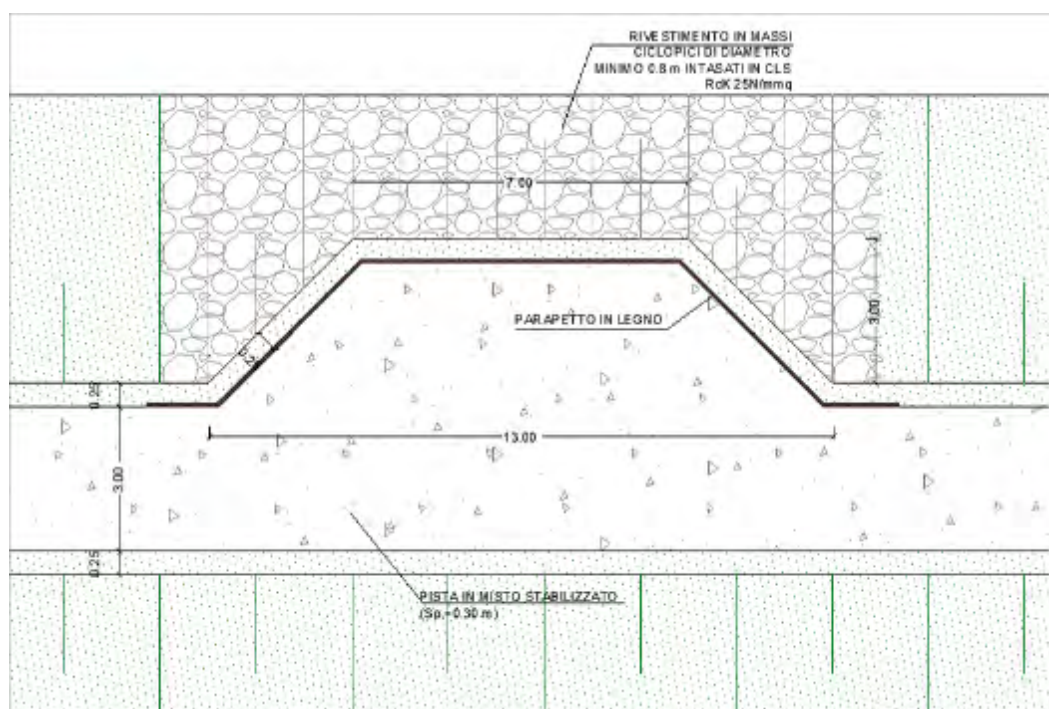 RIVESTIMENTO IN MASSI
CICLOPICI DI DIAMETRO
MINIMO 0.8 m INTASATI IN CLS
RcK 25N/mmq
7.00
PARAPETTO IN LEGNO
3.00
0.25
13.00
3.00
0.25
PISTA IN MISTO STABILIZZATO
(Sp.=0.30 m)